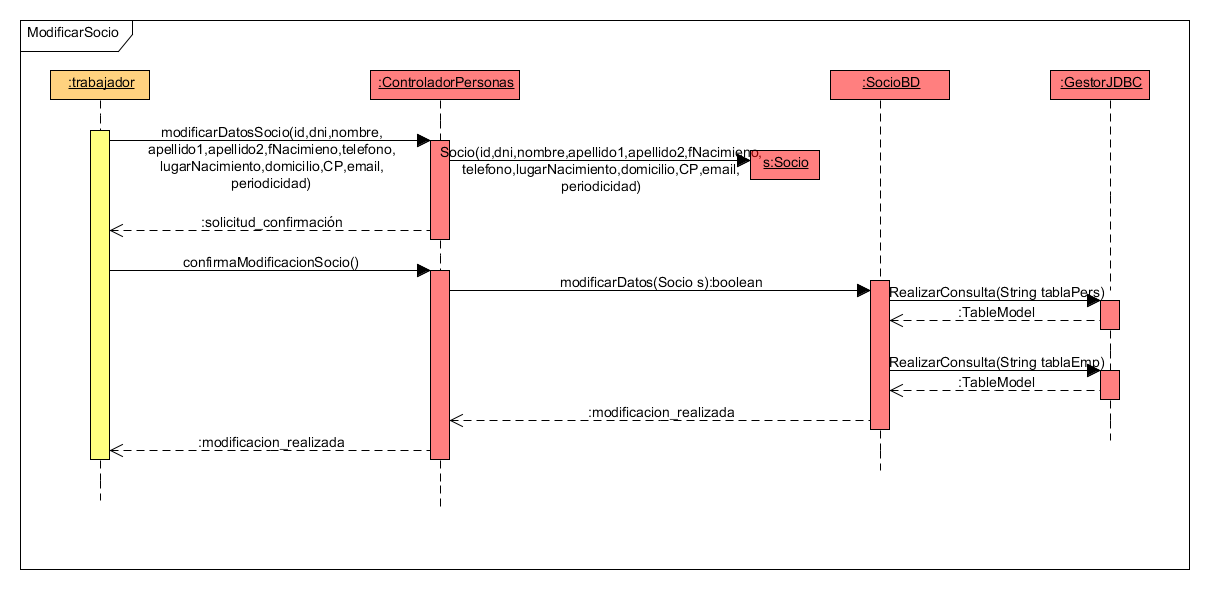 ModificarSocio
:trabajador
:ControladorPersonas
:SocioBD
:GestorJDBC
modificarDatosSocio(id,dni,nombre,
apellido1,apellido2,fNacimieno,telefono,
lugarNacimiento,domicilio,CP,email,
periodicidad)
Socio(id,dni,nombre,apellido1,apellido2,fNacimieno,
telefono,lugarNacimiento,domicilio,CP,email,
periodicidad)
s:Socio
:solicitud_confirmación
confirmaModificacionSocio()
modificarDatos(Socio s):boolean
RealizarConsulta(String tablaPers)
:TableModel
RealizarConsulta(String tablaEmp)
:TableModel
:modificacion_realizada
:modificacion_realizada